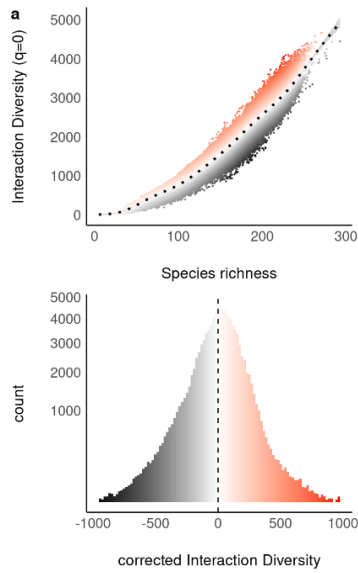 a
Interaction Diversity (q=0)
5000
4000
3000
2000
1000
0
0 100 200 300
Species richness
count
5000
4000
3000
2000
1000
-1000 -500 0 500 1000
corrected Interaction Diversity